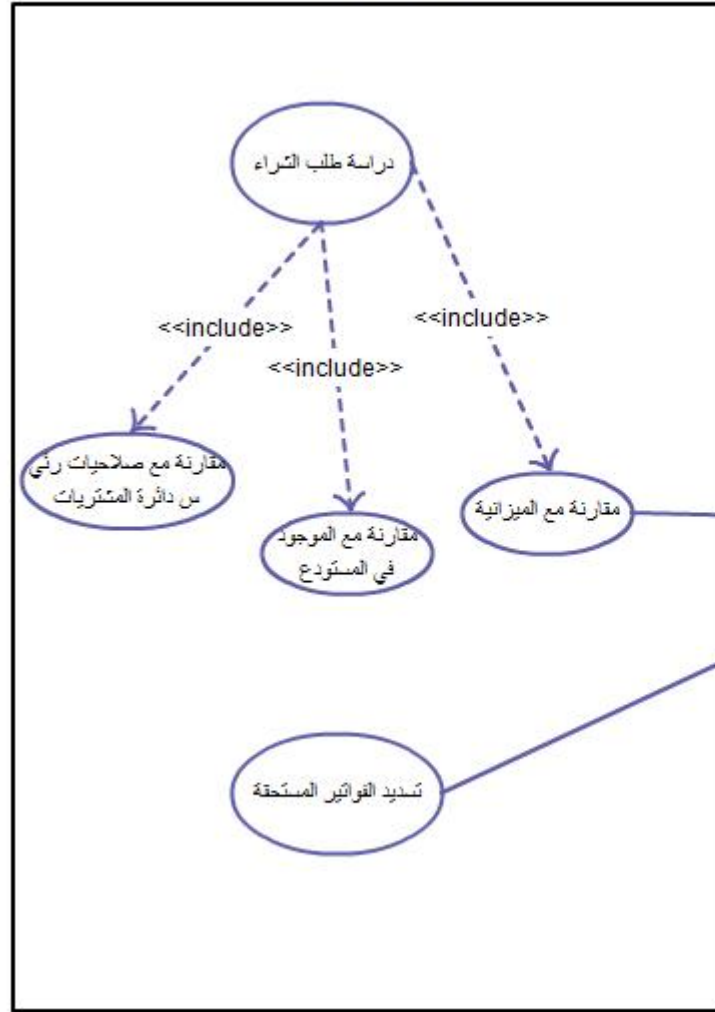 دراسة طلب الشراء
<<include>>
<<include>>
<<include>>
مقارنة مع صلاحيات رئي
س دائرة المشتريات
مقارنة مع الموجود
في المستودع
مقارنة مع الميزانية
تسديد الفواتير المستحقة